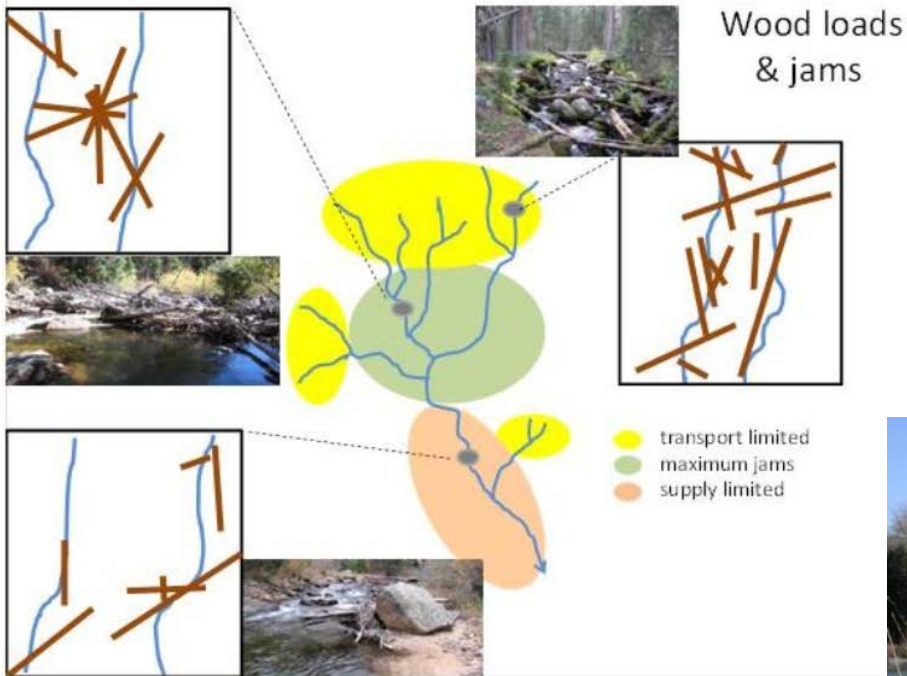 Wood loads
& jams
transport limited
maximum jams
supply limited